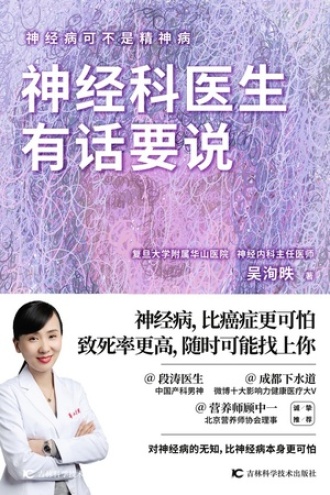 神经病可不是精神病
神经科医生
有话要说
复旦大学附属华山医院 神经内科主任医师
吴洵昳 著
神经病，比癌症更可怕
致死率更高，随时可能找上你
@段涛医生 @成都下水道
中国产科男神 微博十大影响力健康医疗大V
@营养师顾中一 诚挚
北京营养师协会理事 推荐
对神经病的无知，比神经病本身更可怕
吉林科学技术出版社